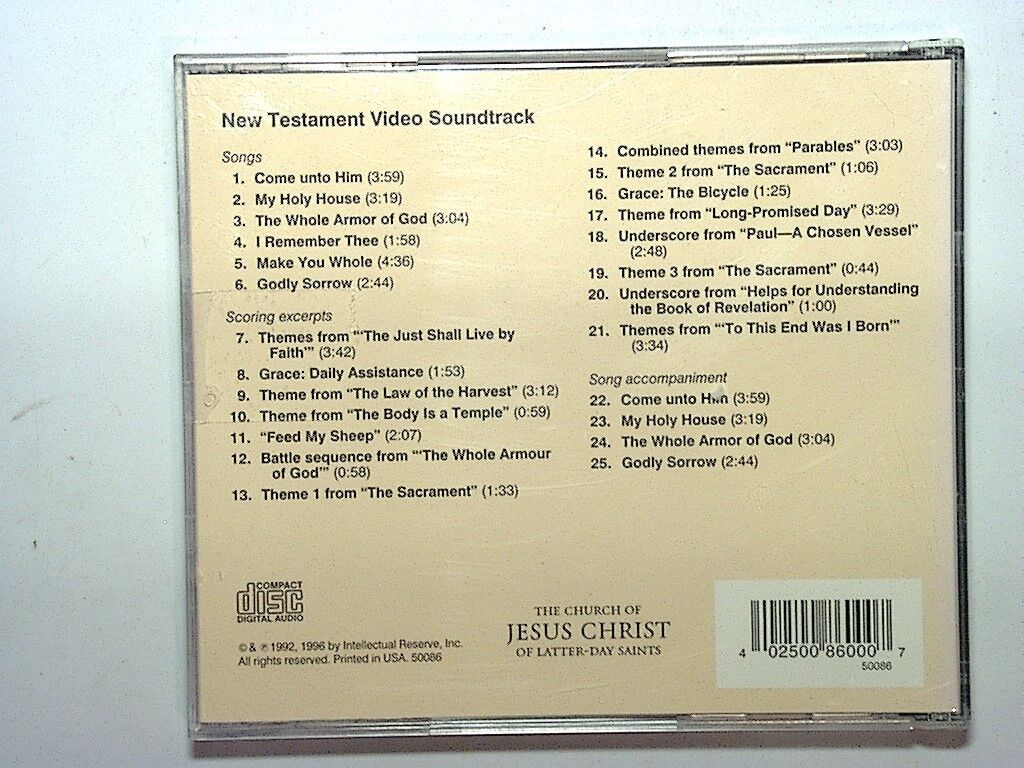 New Testament Video Soundtrack
Songs
1. Come unto Him (3:59)
2. My Holy House (3:19)
3. The Whole Armor of God (3:04)
4. I Remember Thee (1:58)
5. Make You Whole (4:36)
6. Godly Sorrow (2:44)
Scoring excerpts
7. Themes from “‘The Just Shall Live by
Faith’” (3:42)
8. Grace: Daily Assistance (1:53)
9. Theme from “The Law of the Harvest” (3:12)
10. Theme from “The Body Is a Temple” (0:59)
11. “Feed My Sheep” (2:07)
12. Battle sequence from “‘The Whole Armour
of God’” (0:58)
13. Theme 1 from “The Sacrament” (1:33)
14. Combined themes from “Parables” (3:03)
15. Theme 2 from “The Sacrament” (1:06)
16. Grace: The Bicycle (1:25)
17. Theme from “Long-Promised Day” (3:29)
18. Underscore from “Paul—A Chosen Vessel”
(2:48)
19. Theme 3 from “The Sacrament” (0:44)
20. Underscore from “Helps for Understanding
the Book of Revelation” (1:00)
21. Themes from “‘To This End Was I Born’”
(3:34)
Song accompaniment
22. Come unto Him (3:59)
23. My Holy House (3:19)
24. The Whole Armor of God (3:04)
25. Godly Sorrow (2:44)
COMPACT
disc
DIGITAL AUDIO
© & ℗ 1992, 1996 by Intellectual Reserve, Inc.
All rights reserved. Printed in USA. 50086
THE CHURCH OF
JESUS CHRIST
OF LATTER-DAY SAINTS
4 02500 86000 7
50086